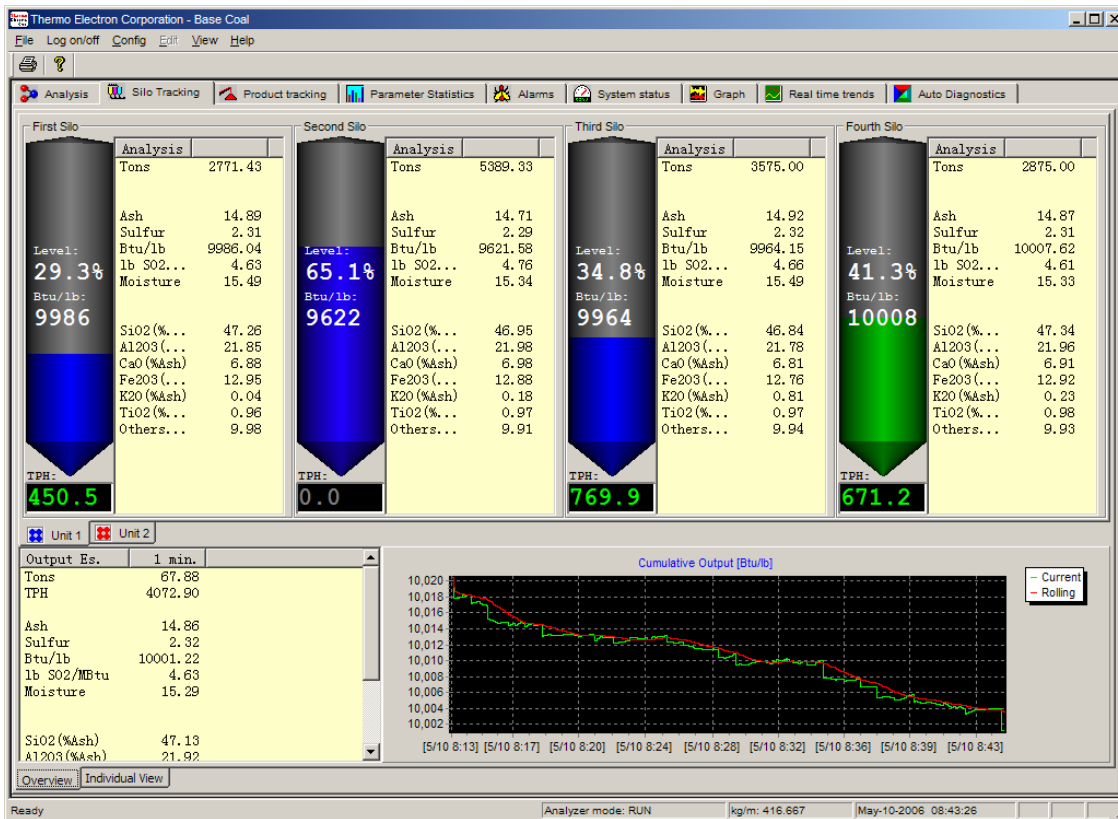 Thermo Electron Corporation - Base Coal
File Log on/off Config Edit View Help
Analysis Silo Tracking Product tracking Parameter Statistics Alarms System status Graph Real time trends Auto Diagnostics
First Silo
Analysis
Tons 2771.43
Ash 14.89
Sulfur 2.31
Btu/lb 9986.04
lb SO2... 4.63
Moisture 15.49
SiO2(%... 47.26
Al2O3(... 21.85
CaO(%Ash) 6.88
Fe2O3(... 12.95
K2O(%Ash) 0.04
TiO2(%... 0.96
Others... 9.98
Level:
29.3%
Btu/lb:
9986
TPH:
450.5
Second Silo
Analysis
Tons 5389.33
Ash 14.71
Sulfur 2.29
Btu/lb 9621.58
lb SO2... 4.76
Moisture 15.34
SiO2(%... 46.95
Al2O3(... 21.98
CaO(%Ash) 6.98
Fe2O3(... 12.88
K2O(%Ash) 0.18
TiO2(%... 0.97
Others... 9.91
Level:
65.1%
Btu/lb:
9622
TPH:
0.0
Third Silo
Analysis
Tons 3575.00
Ash 14.92
Sulfur 2.32
Btu/lb 9964.15
lb SO2... 4.66
Moisture 15.49
SiO2(%... 46.84
Al2O3(... 21.78
CaO(%Ash) 6.81
Fe2O3(... 12.76
K2O(%Ash) 0.81
TiO2(%... 0.97
Others... 9.94
Level:
34.8%
Btu/lb:
9964
TPH:
769.9
Fourth Silo
Analysis
Tons 2875.00
Ash 14.87
Sulfur 2.31
Btu/lb 10007.62
lb SO2... 4.61
Moisture 15.33
SiO2(%... 47.34
Al2O3(... 21.96
CaO(%Ash) 6.91
Fe2O3(... 12.92
K2O(%Ash) 0.23
TiO2(%... 0.98
Others... 9.93
Level:
41.3%
Btu/lb:
10008
TPH:
671.2
Unit 1 Unit 2
Output Es. 1 min.
Tons 67.88
TPH 4072.90
Ash 14.86
Sulfur 2.32
Btu/lb 10001.22
lb SO2/MBtu 4.63
Moisture 15.29
SiO2(%Ash) 47.13
Al2O3(%Ash) 21.92
Cumulative Output [Btu/lb]
10,020
10,018
10,016
10,014
10,012
10,010
10,008
10,006
10,004
10,002
[5/10 8:13] [5/10 8:17] [5/10 8:20] [5/10 8:24] [5/10 8:28] [5/10 8:32] [5/10 8:36] [5/10 8:39] [5/10 8:43]
Current
Rolling
Overview Individual View
Ready Analyzer mode: RUN kg/m: 416.667 May-10-2006 08:43:26